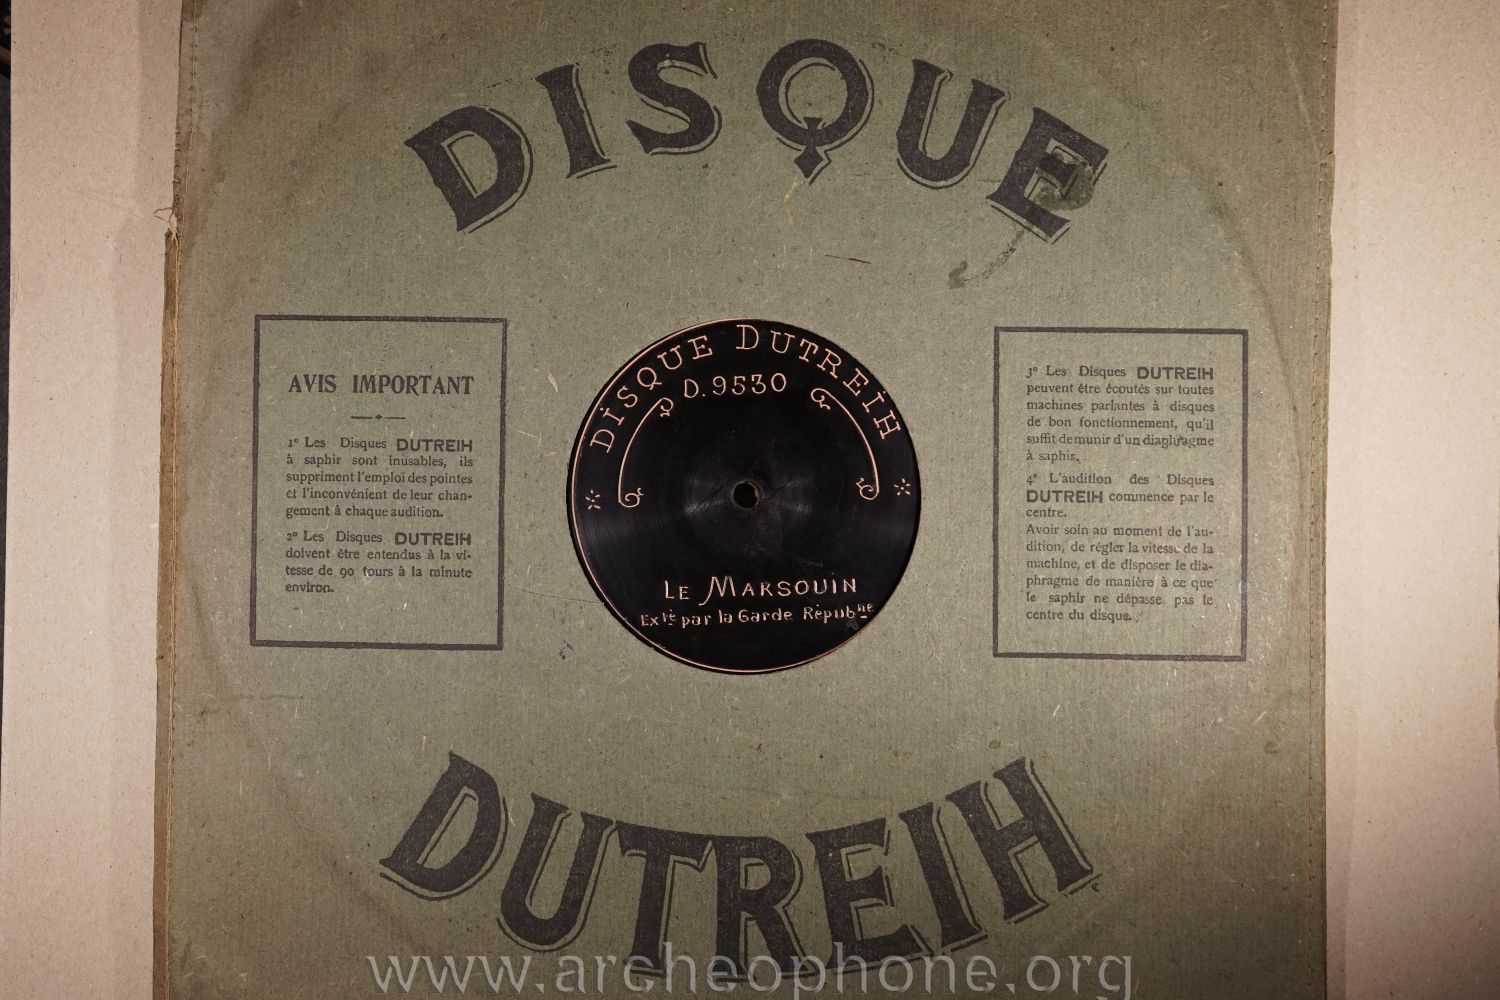 DISQUE
AVIS IMPORTANT
1º Les Disques DUTREIH
à saphir sont inusables, ils
suppriment l'emploi des pointes
et l'inconvénient de leur chan-
gement à chaque audition.
2º Les Disques DUTREIH
doivent être entendus à la vi-
tesse de 90 tours à la minute
environ.
DISQUE DUTREIH
D. 9530
LE MARSOUIN
Exté par la Garde Républne
3º Les Disques DUTREIH
peuvent être écoutés sur toutes
machines parlantes à disques
de bon fonctionnement, qu'il
suffit de munir d'un diaphragme
à saphir.
4º L'audition des Disques
DUTREIH commence par le
centre.
Avoir soin au moment de l'au-
dition, de régler la vitesse de la
machine, et de disposer le dia-
phragme de manière à ce que
le saphir ne dépasse pas le
centre du disque.
DUTREIH
www.archeophone.org